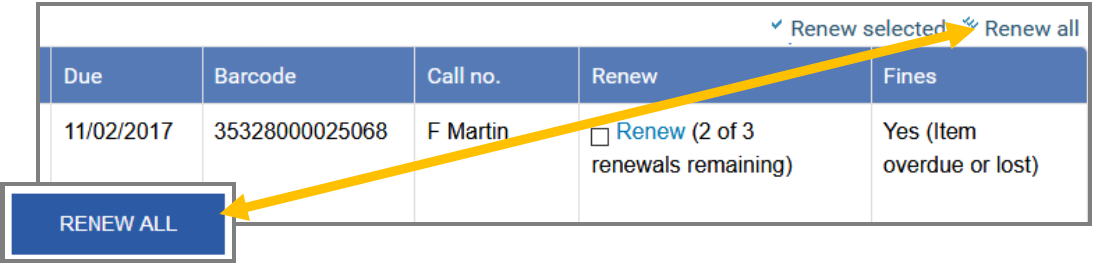 Renew selected Renew all
Due Barcode Call no. Renew Fines
11/02/2017 35328000025068 F Martin Renew (2 of 3 Yes (Item
renewals remaining) overdue or lost)
RENEW ALL